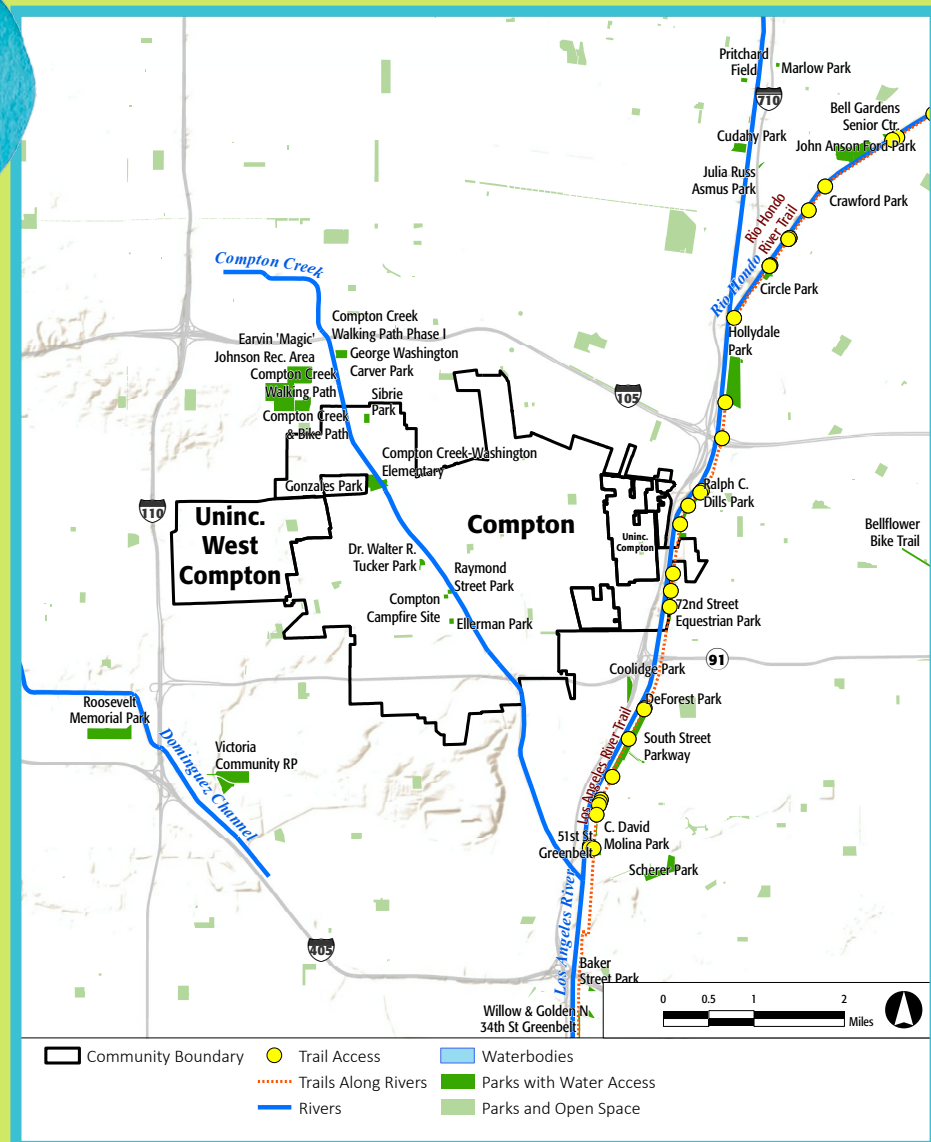 Pritchard
Field
Marlow Park
710
Bell Gardens
Senior Ctr.
Cudahy Park
John Anson Ford Park
Julia Russ
Asmus Park
Crawford Park
Rio Hondo
River Trail
Compton Creek
Rio Hondo
Circle Park
Compton Creek
Walking Path Phase I
Hollydale
Park
Earvin 'Magic'
Johnson Rec. Area
George Washington
Carver Park
Compton Creek
Walking Path
Sibrie
Park
105
Compton Creek
& Bike Path
Compton Creek-Washington
Elementary
Gonzales Park
Ralph C.
Dills Park
110
Uninc.
West
Compton
Compton
Uninc.
Compton
Bellflower
Bike Trail
Dr. Walter R.
Tucker Park
Raymond
Street Park
Compton
Campfire Site
72nd Street
Equestrian Park
Ellerman Park
91
Coolidge Park
Roosevelt
Memorial Park
DeForest Park
Los Angeles River Trail
South Street
Parkway
Victoria
Community RP
Dominguez Channel
51st St.
Greenbelt
C. David
Molina Park
Scherer Park
405
Los Angeles River
Baker
Street Park
Willow & Golden N.
34th St Greenbelt
0 0.5 1 2
Miles
Community Boundary
Trail Access
Waterbodies
Trails Along Rivers
Parks with Water Access
Rivers
Parks and Open Space